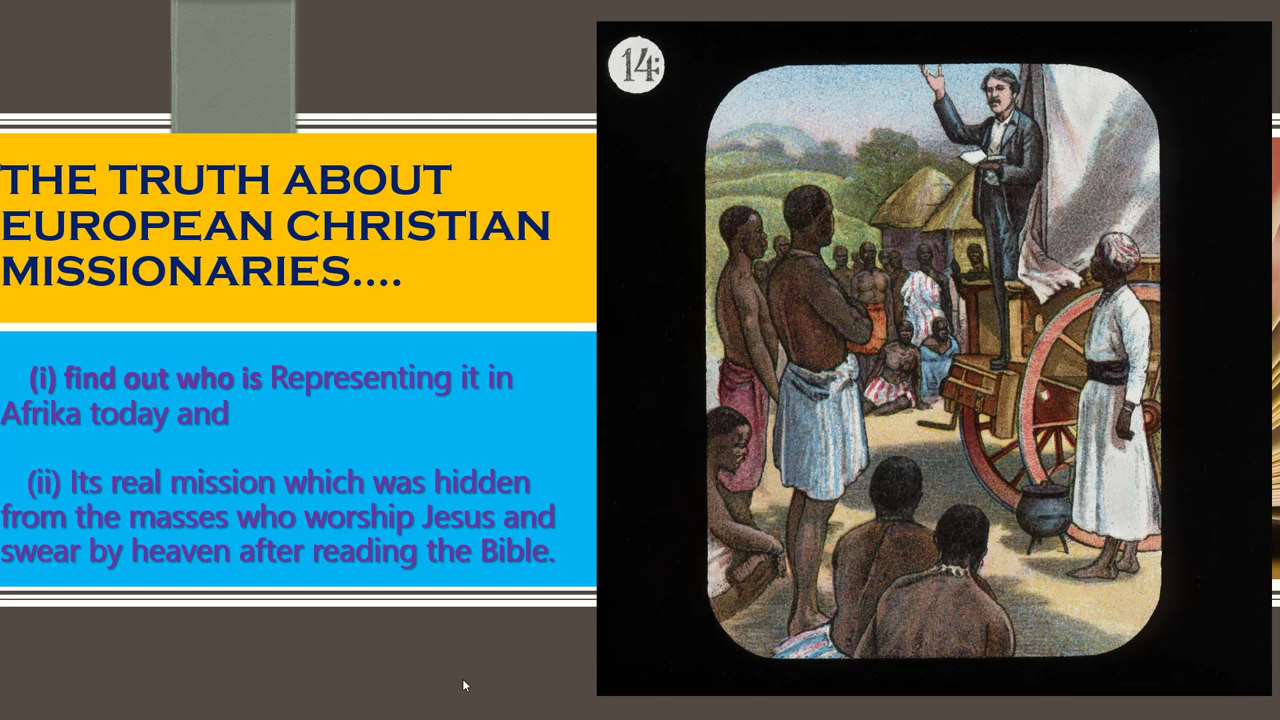 THE TRUTH ABOUT
EUROPEAN CHRISTIAN
MISSIONARIES....
(i) find out who is Representing it in
Afrika today and
(ii) Its real mission which was hidden
from the masses who worship Jesus and
swear by heaven after reading the Bible.
14